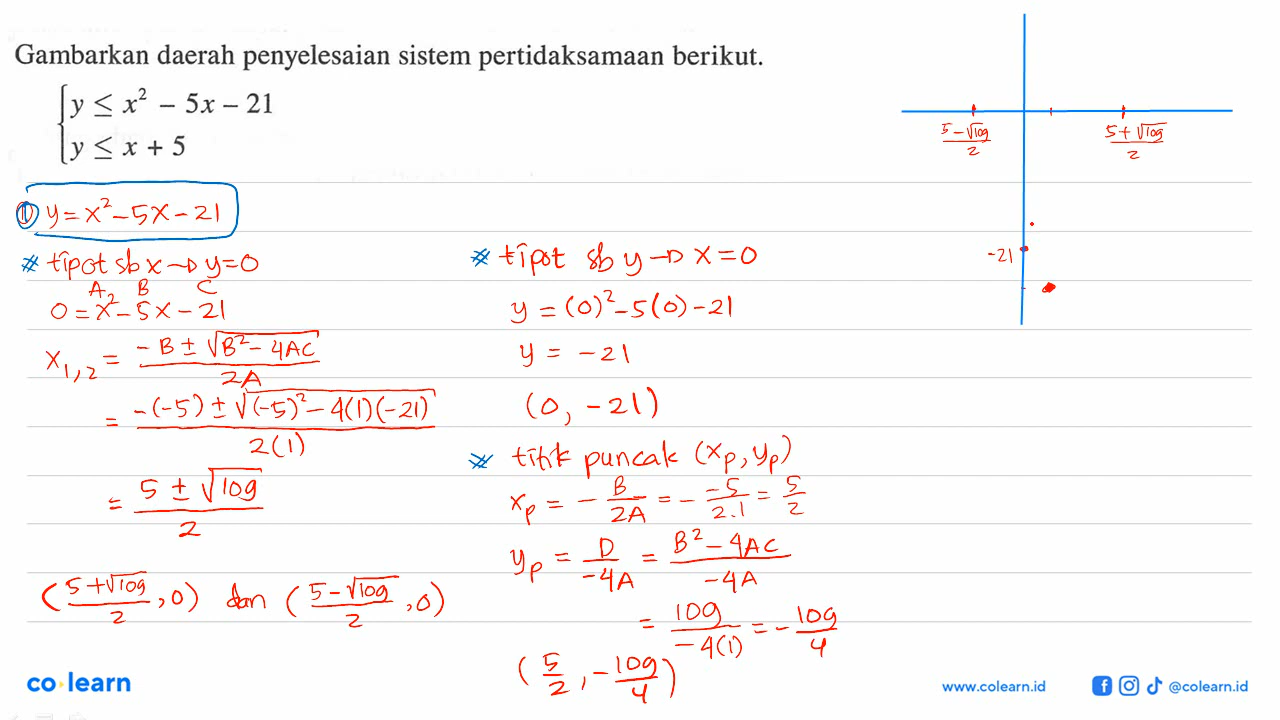 Gambarkan daerah penyelesaian sistem pertidaksamaan berikut.
{ y ≤ x² − 5x − 21
y ≤ x + 5
① y = x² − 5x − 21
* tipot sb x → y = 0
A B C
0 = x² − 5x − 21
x₁,₂ = (−B ± √(B² − 4AC)) / 2A
= (−(−5) ± √((−5)² − 4(1)(−21))) / 2(1)
= (5 ± √109) / 2
((5+√109)/2, 0) dan ((5−√109)/2, 0)
* tipot sb y → x = 0
y = (0)² − 5(0) − 21
y = −21
(0, −21)
* titik puncak (xp, yp)
xp = −B/2A = −(−5)/2.1 = 5/2
yp = D/−4A = (B² − 4AC)/−4A
= 109/−4(1) = −109/4
(5/2, −109/4)
(5−√109)/2 (5+√109)/2
−21
co learn
www.colearn.id @colearn.id